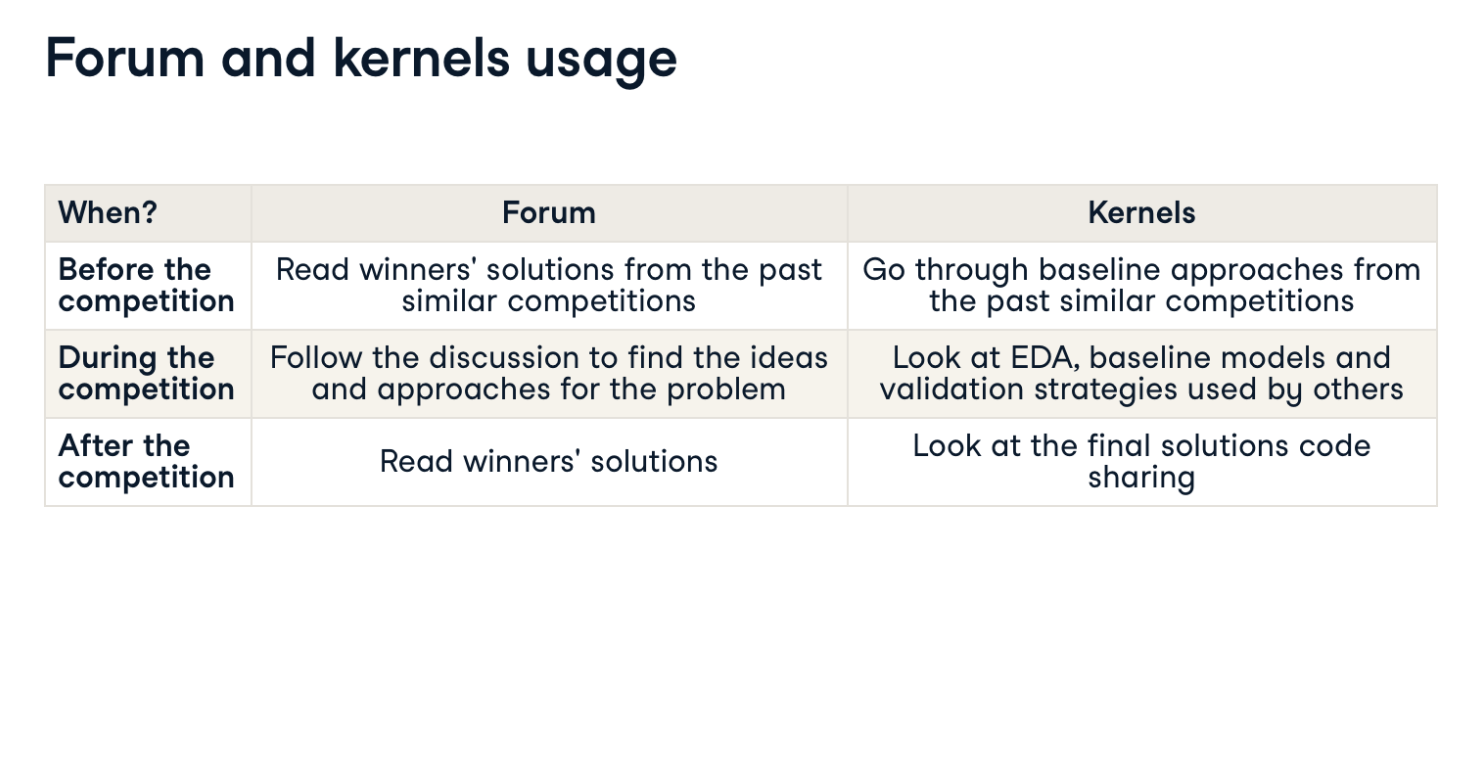 Forum and kernels usage
When?
Forum
Kernels
Before the
competition
Read winners' solutions from the past
similar competitions
Go through baseline approaches from
the past similar competitions
During the
competition
Follow the discussion to find the ideas
and approaches for the problem
Look at EDA, baseline models and
validation strategies used by others
After the
competition
Read winners' solutions
Look at the final solutions code
sharing